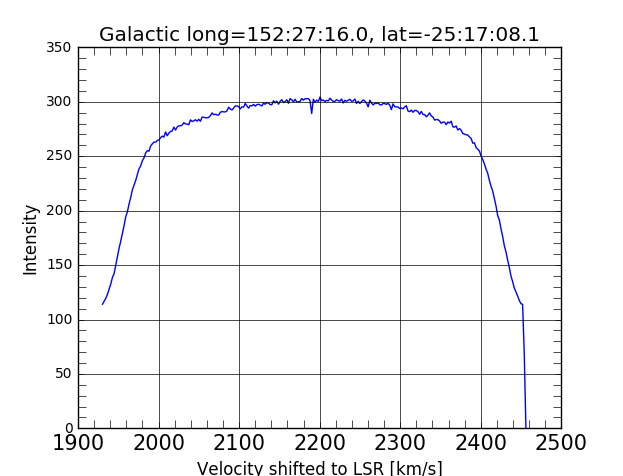 Galactic long=152:27:16.0, lat=-25:17:08.1
350
300
250
200
150
100
50
0
Intensity
1900 2000 2100 2200 2300 2400 2500
Velocity shifted to LSR [km/s]